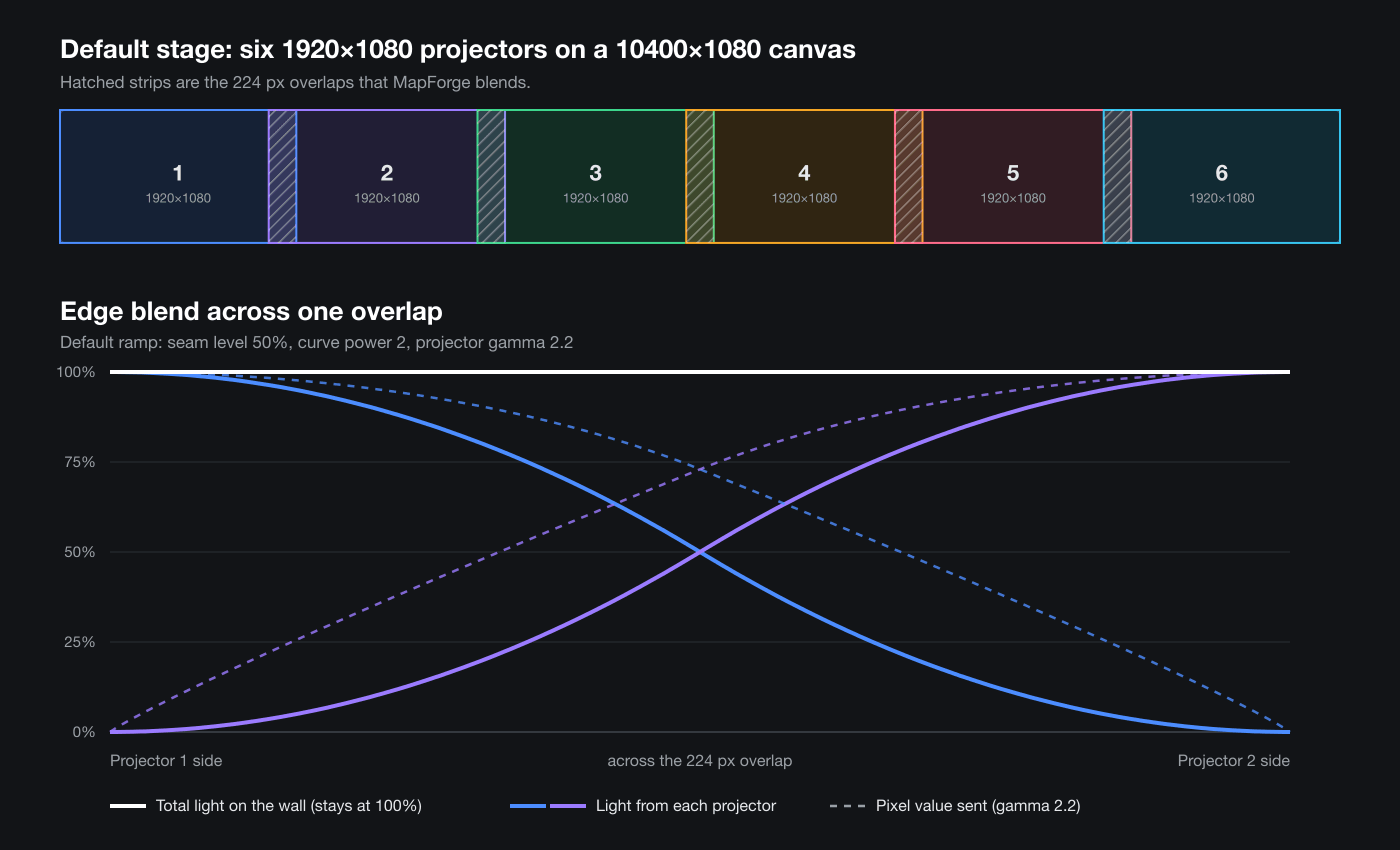 Default stage: six 1920×1080 projectors on a 10400×1080 canvas
Hatched strips are the 224 px overlaps that MapForge blends.
1
1920×1080
2
1920×1080
3
1920×1080
4
1920×1080
5
1920×1080
6
1920×1080
Edge blend across one overlap
Default ramp: seam level 50%, curve power 2, projector gamma 2.2
100%
75%
50%
25%
0%
Projector 1 side
across the 224 px overlap
Projector 2 side
Total light on the wall (stays at 100%)
Light from each projector
Pixel value sent (gamma 2.2)